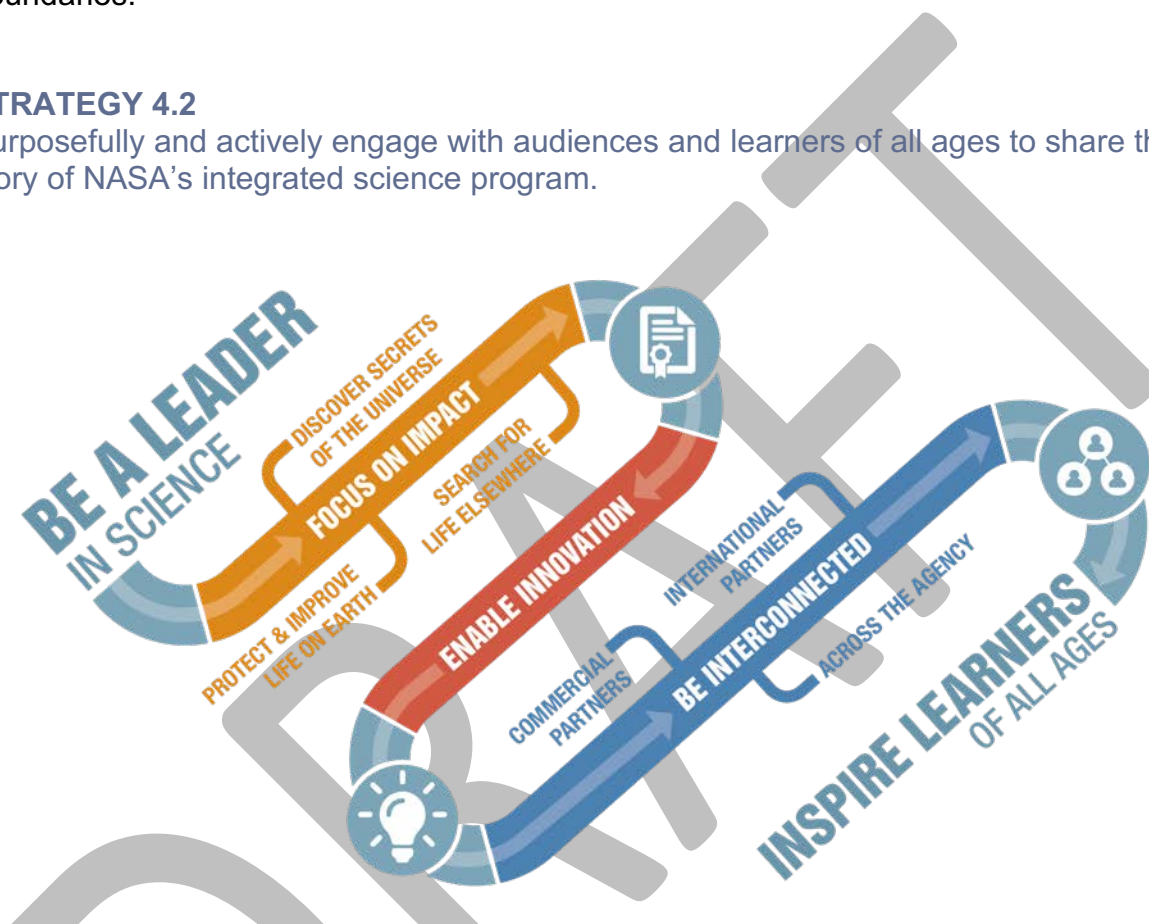 TRATEGY 4.2
urposefully and actively engage with audiences and learners of all ages to share th
ory of NASA's integrated science program.
BE A LEADER
IN SCIENCE
DISCOVER SECRETS
OF THE UNIVERSE
FOCUS ON IMPACT
SEARCH FOR
LIFE ELSEWHERE
PROTECT & IMPROVE
LIFE ON EARTH
ENABLE INNOVATION
INTERNATIONAL
PARTNERS
BE INTERCONNECTED
ACROSS THE AGENCY
COMMERCIAL
PARTNERS
INSPIRE LEARNERS
OF ALL AGES
DRAFT